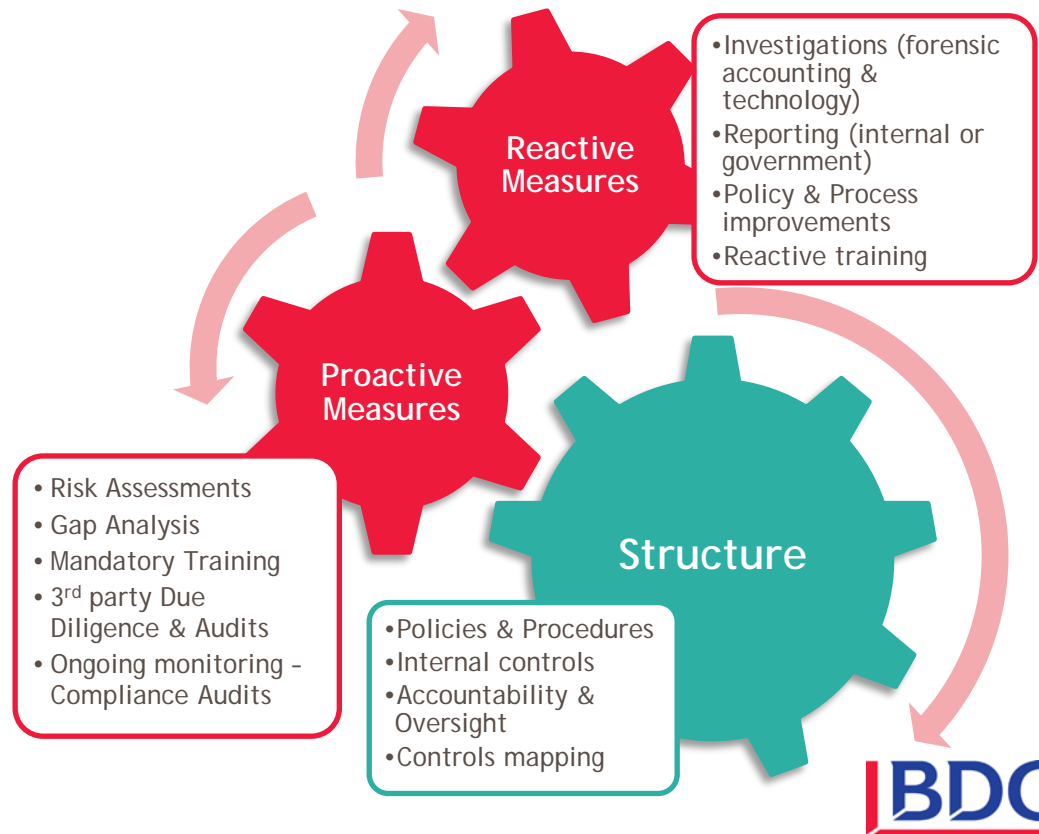 Reactive
Measures
•Investigations (forensic
accounting &
technology)
•Reporting (internal or
government)
•Policy & Process
improvements
•Reactive training
Proactive
Measures
• Risk Assessments
• Gap Analysis
• Mandatory Training
• 3rd party Due
Diligence & Audits
• Ongoing monitoring –
Compliance Audits
Structure
•Policies & Procedures
•Internal controls
•Accountability &
Oversight
•Controls mapping
BDO